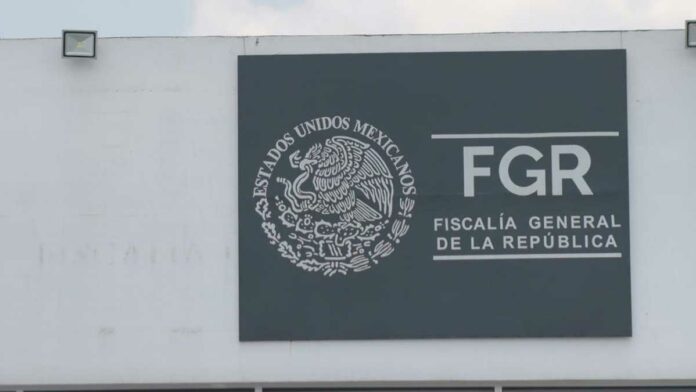 ESTADOS UNIDOS MEXICANOS
FGR
FISCALÍA GENERAL
DE LA REPÚBLICA